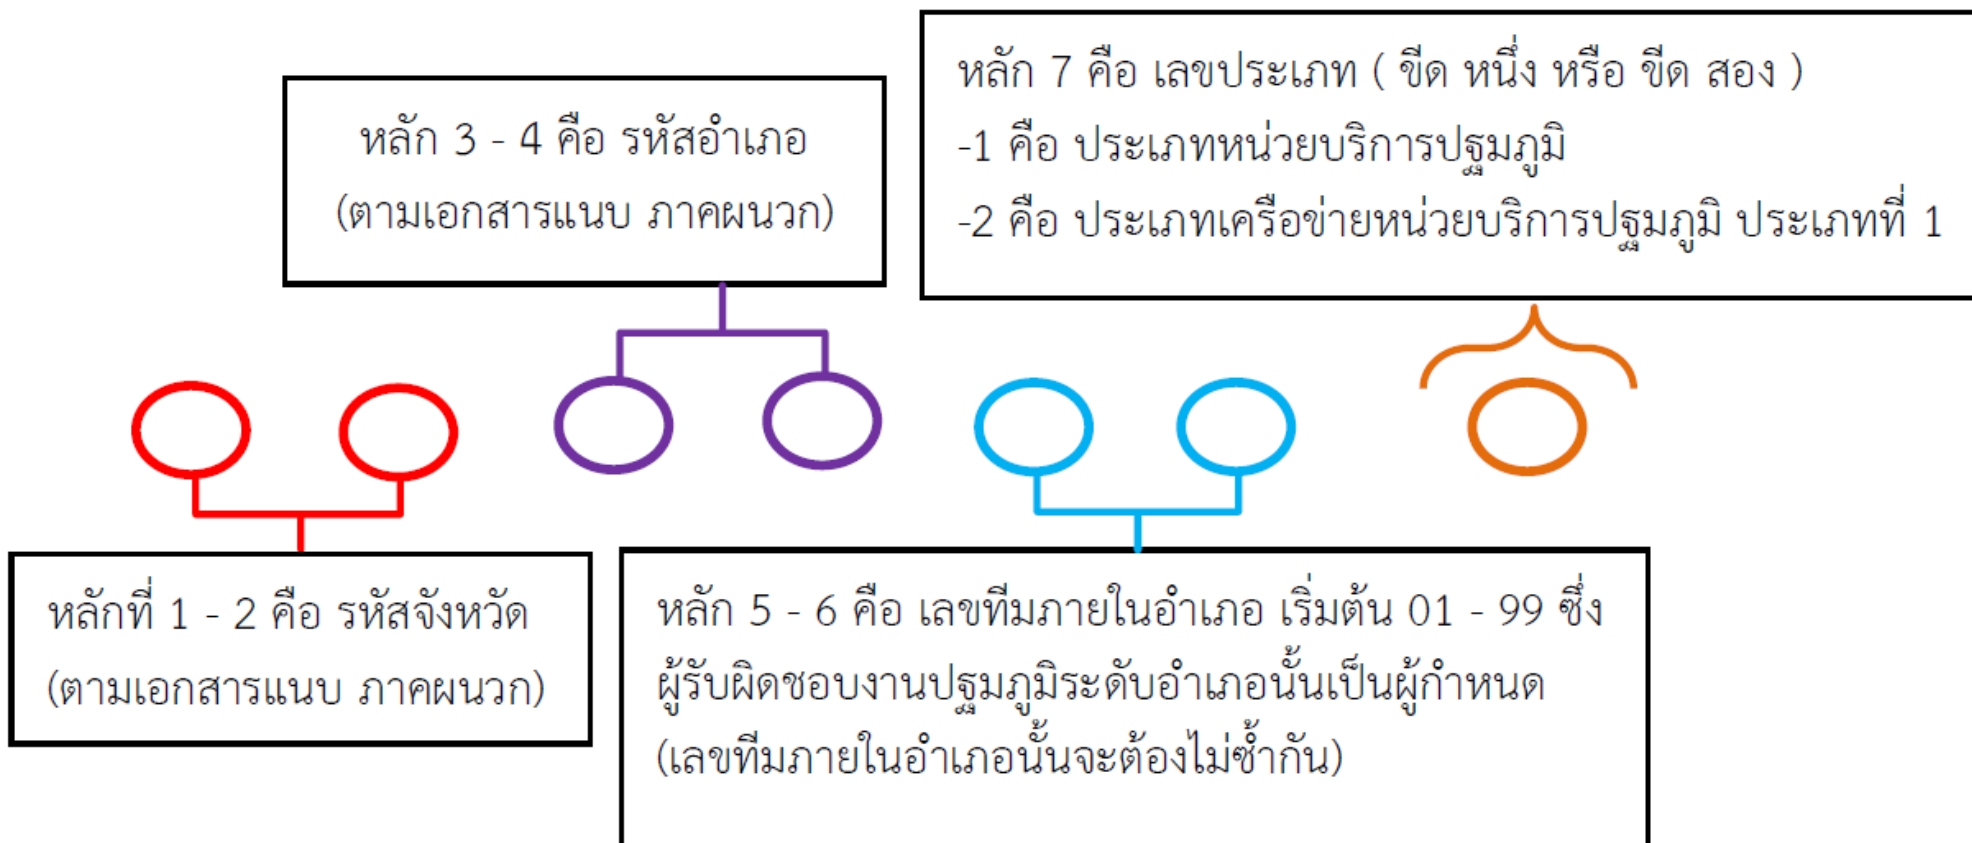 หลัก 3 - 4 คือ รหัสอำเภอ
(ตามเอกสารแนบ ภาคผนวก)
หลัก 7 คือ เลขประเภท ( ขีด หนึ่ง หรือ ขีด สอง )
-1 คือ ประเภทหน่วยบริการปฐมภูมิ
-2 คือ ประเภทเครือข่ายหน่วยบริการปฐมภูมิ ประเภทที่ 1
หลักที่ 1 - 2 คือ รหัสจังหวัด
(ตามเอกสารแนบ ภาคผนวก)
หลัก 5 - 6 คือ เลขทีมภายในอำเภอ เริ่มต้น 01 - 99 ซึ่ง
ผู้รับผิดชอบงานปฐมภูมิระดับอำเภอนั้นเป็นผู้กำหนด
(เลขทีมภายในอำเภอนั้นจะต้องไม่ซ้ำกัน)